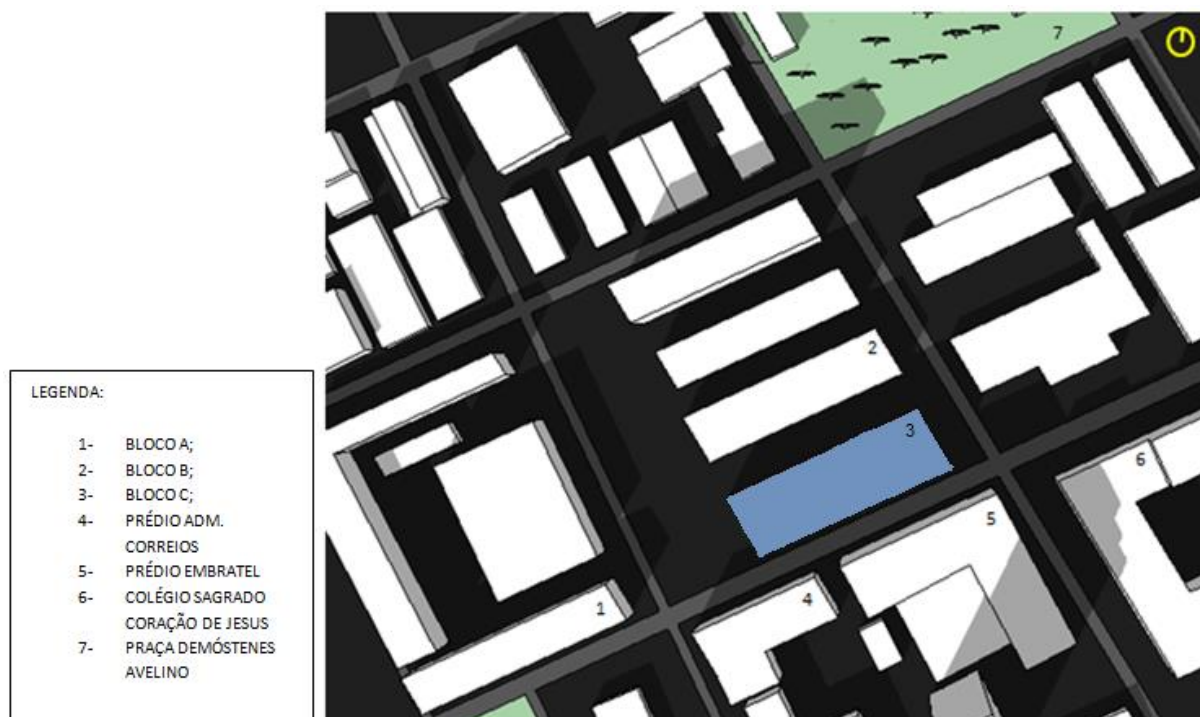 LEGENDA:
1- BLOCO A;
2- BLOCO B;
3- BLOCO C;
4- PRÉDIO ADM.
CORREIOS
5- PRÉDIO EMBRATEL
6- COLÉGIO SAGRADO
CORAÇÃO DE JESUS
7- PRAÇA DEMÓSTENES
AVELINO
7
2
3
6
5
4
1